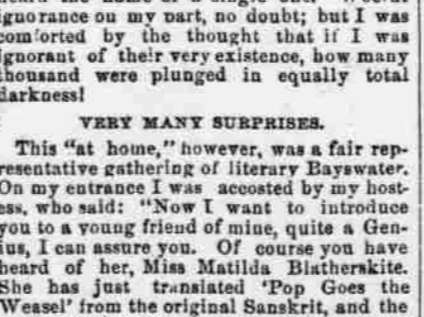 ignorance on my part, no doubt; but I was
comforted by the thought that if I was
ignorant of their very existence, how many
thousand were plunged in equally total
darkness!
VERY MANY SURPRISES.
This "at home," however, was a fair rep-
resentative gathering of literary Bayswater.
On my entrance I was accosted by my host-
ess, who said: "Now I want to introduce
you to a young friend of mine, quite a Gen-
ius, I can assure you. Of course you have
heard of her, Miss Matilda Blatherskite.
She has just translated 'Pop Goes the
Weasel' from the original Sanskrit, and the